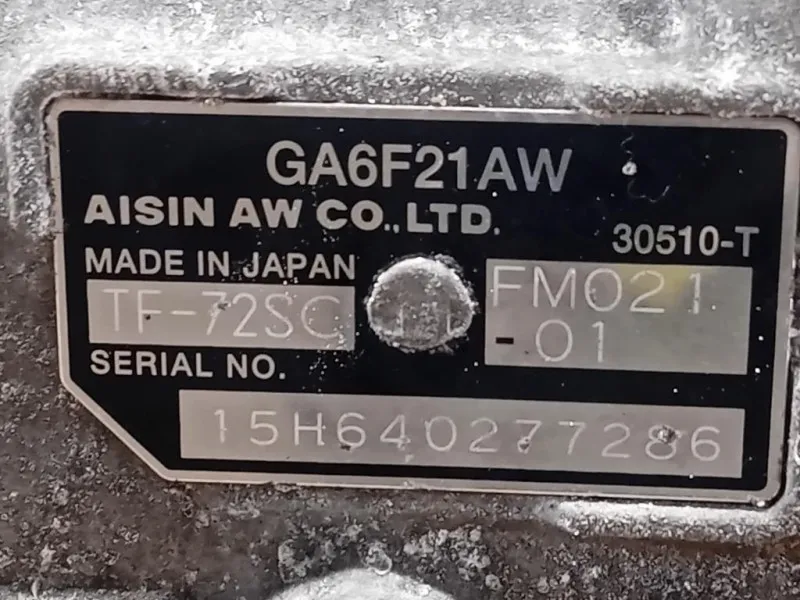 GA6F21AW
AISIN AW CO., LTD.
30510-T
MADE IN JAPAN
TF-72SC
FM021
-01
SERIAL NO.
15H640277286